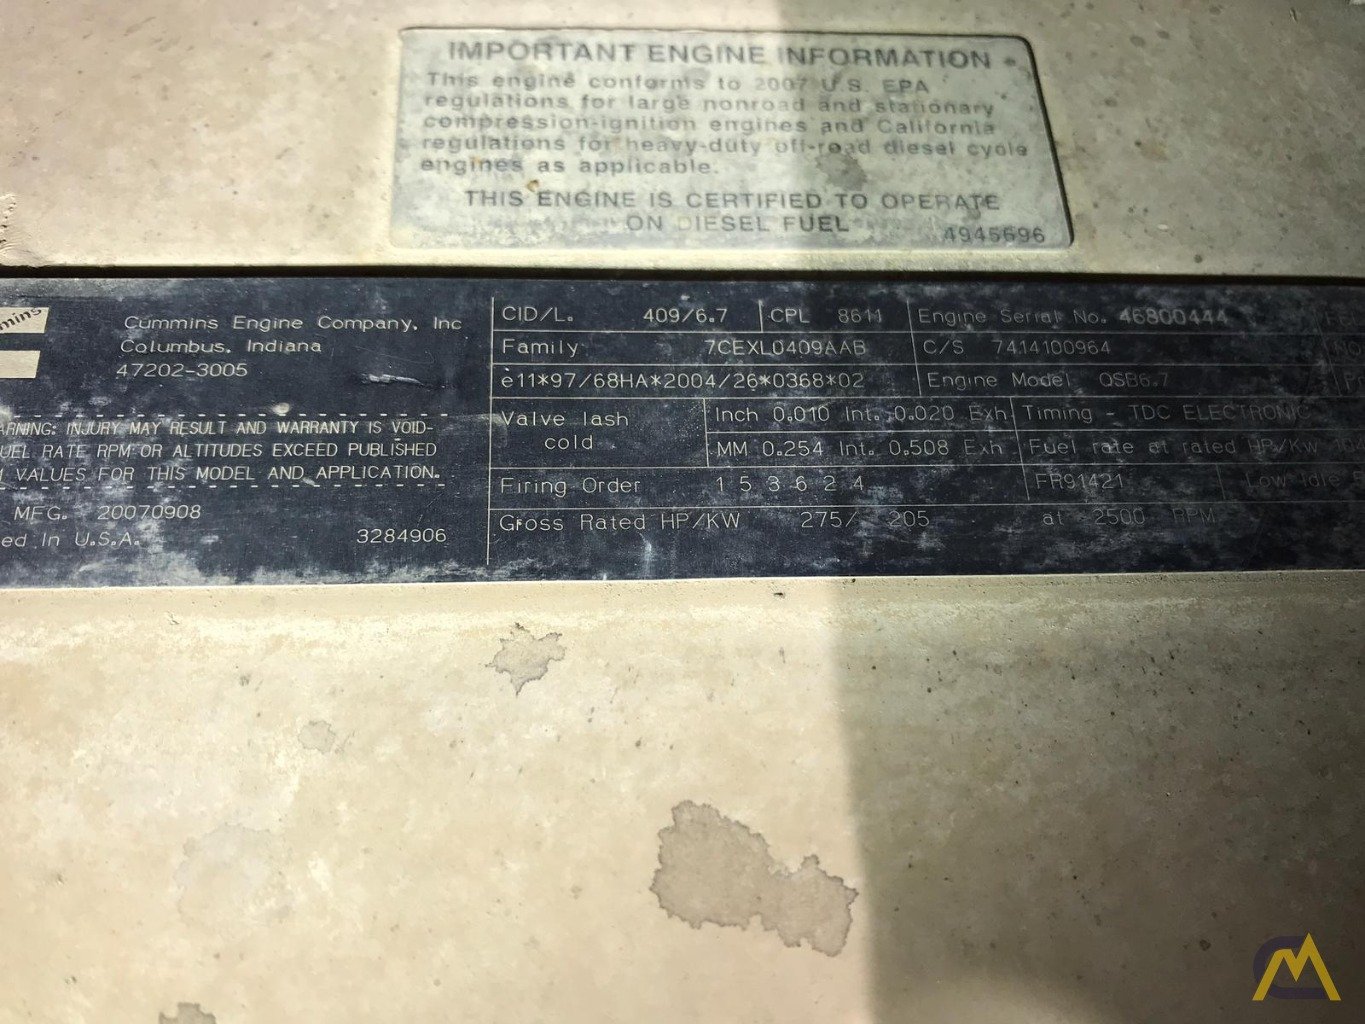 IMPORTANT ENGINE INFORMATION
This engine conforms to 2007 U.S. EPA
regulations for large nonroad and stationary
compression-ignition engines and California
regulations for heavy-duty off-road diesel cycle
engines as applicable.
THIS ENGINE IS CERTIFIED TO OPERATE
ON DIESEL FUEL
4945696
Cummins Engine Company, Inc
Columbus, Indiana
47202-3005
ARNING: INJURY MAY RESULT AND WARRANTY IS VOID-
UEL RATE RPM OR ALTITUDES EXCEED PUBLISHED
VALUES FOR THIS MODEL AND APPLICATION.
MFG. 20070908
ed in U.S.A. 3284906
CID/L. 409/6.7 CPL 8611 Engine Serial No. 46800444
Family 7CEXL0409AAB C/S 7414100964
e11*97/68HA*2004/26*0368*02 Engine Model QSB6.7
Valve lash cold Inch 0.010 Int. 0.020 Exh Timing - TDC ELECTRONIC
MM 0.254 Int. 0.508 Exh Fuel rate at rated HP/Kw
Firing Order 1 5 3 6 2 4 FR91421 Low Idle
Gross Rated HP/KW 275/ 205 at 2500 RPM